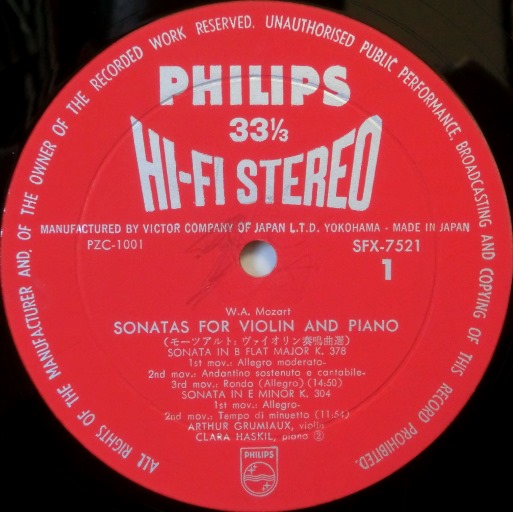 ALL RIGHTS OF THE MANUFACTURER AND, OF THE OWNER OF THE RECORDED WORK RESERVED. UNAUTHORISED PUBLIC PERFORMANCE, BROADCASTING AND COPYING OF THIS RECORD PROHIBITED.
PHILIPS
33⅓
HI-FI STEREO
MANUFACTURED BY VICTOR COMPANY OF JAPAN L.T.D. YOKOHAMA - MADE IN JAPAN
PZC-1001 SFX-7521
1
W.A. Mozart
SONATAS FOR VIOLIN AND PIANO
(モーツアルト: ヴァイオリン奏鳴曲選)
SONATA IN B FLAT MAJOR K. 378
1st mov.: Allegro moderato-
2nd mov.: Andantino sostenuto e cantabile-
3rd mov.: Rondo (Allegro) (14:50)
SONATA IN E MINOR K. 304
1st mov.: Allegro-
2nd mov.: Tempo di minuetto (11:54)
ARTHUR GRUMIAUX, violin
CLARA HASKIL, piano ②
PHILIPS